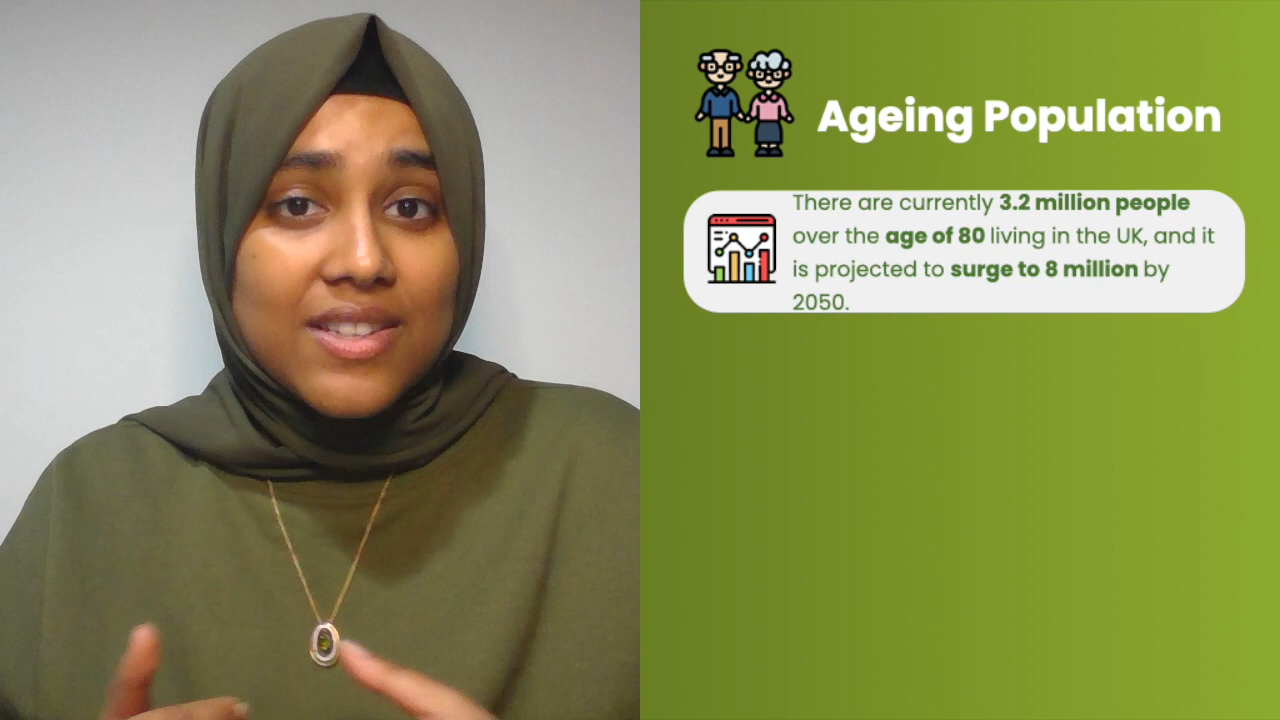 Ageing Population
There are currently 3.2 million people
over the age of 80 living in the UK, and it
is projected to surge to 8 million by
2050.